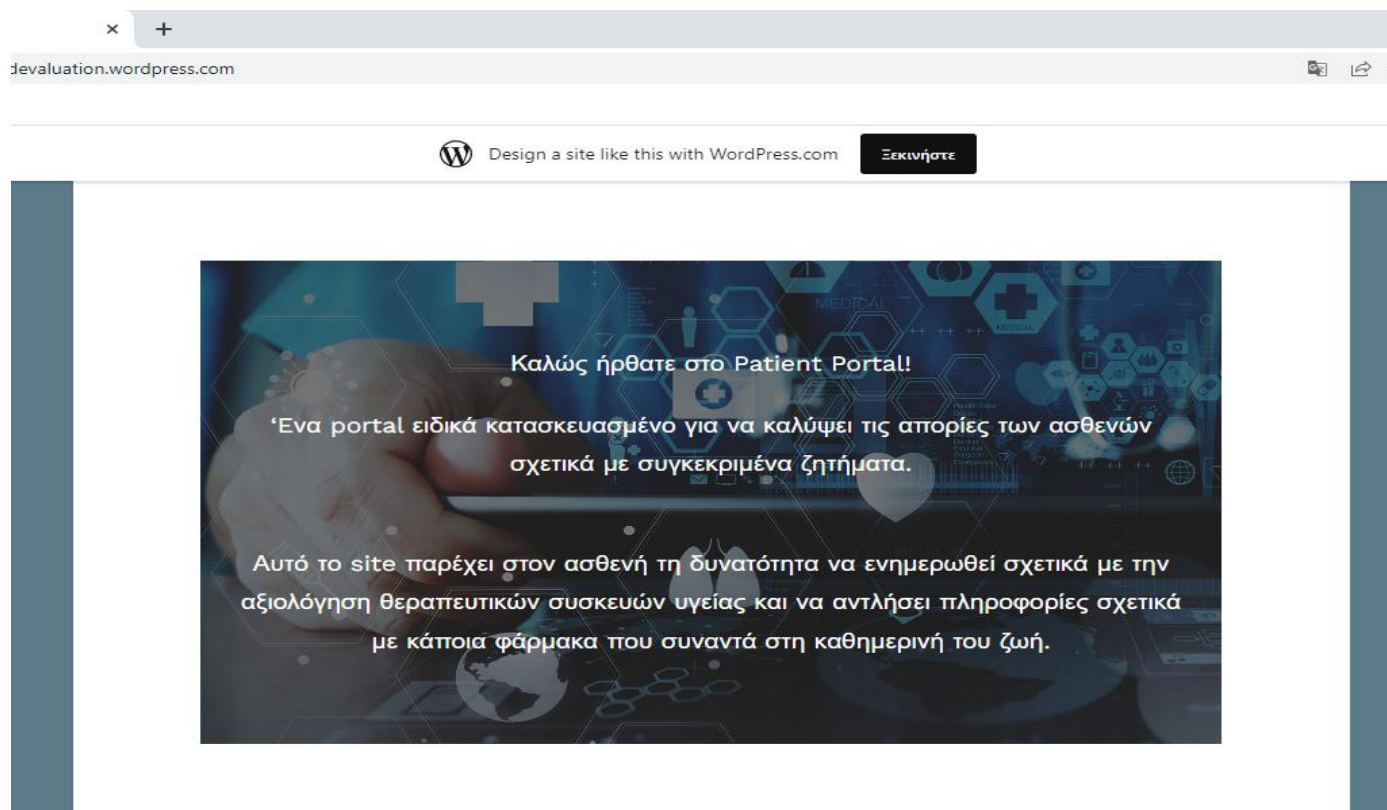 devaluation.wordpress.com
Design a site like this with WordPress.com
Ξεκινήστε
MEDICAL
MEDICAL
Καλώς ήρθατε στο Patient Portal!
‘Ενα portal ειδικά κατασκευασμένο για να καλύψει τις απορίες των ασθενών
σχετικά με συγκεκριμένα ζητήματα.
Αυτό το site παρέχει στον ασθενή τη δυνατότητα να ενημερωθεί σχετικά με την
αξιολόγηση θεραπευτικών συσκευών υγείας και να αντλήσει πληροφορίες σχετικά
με κάποια φάρμακα που συναντά στη καθημερινή του ζωή.